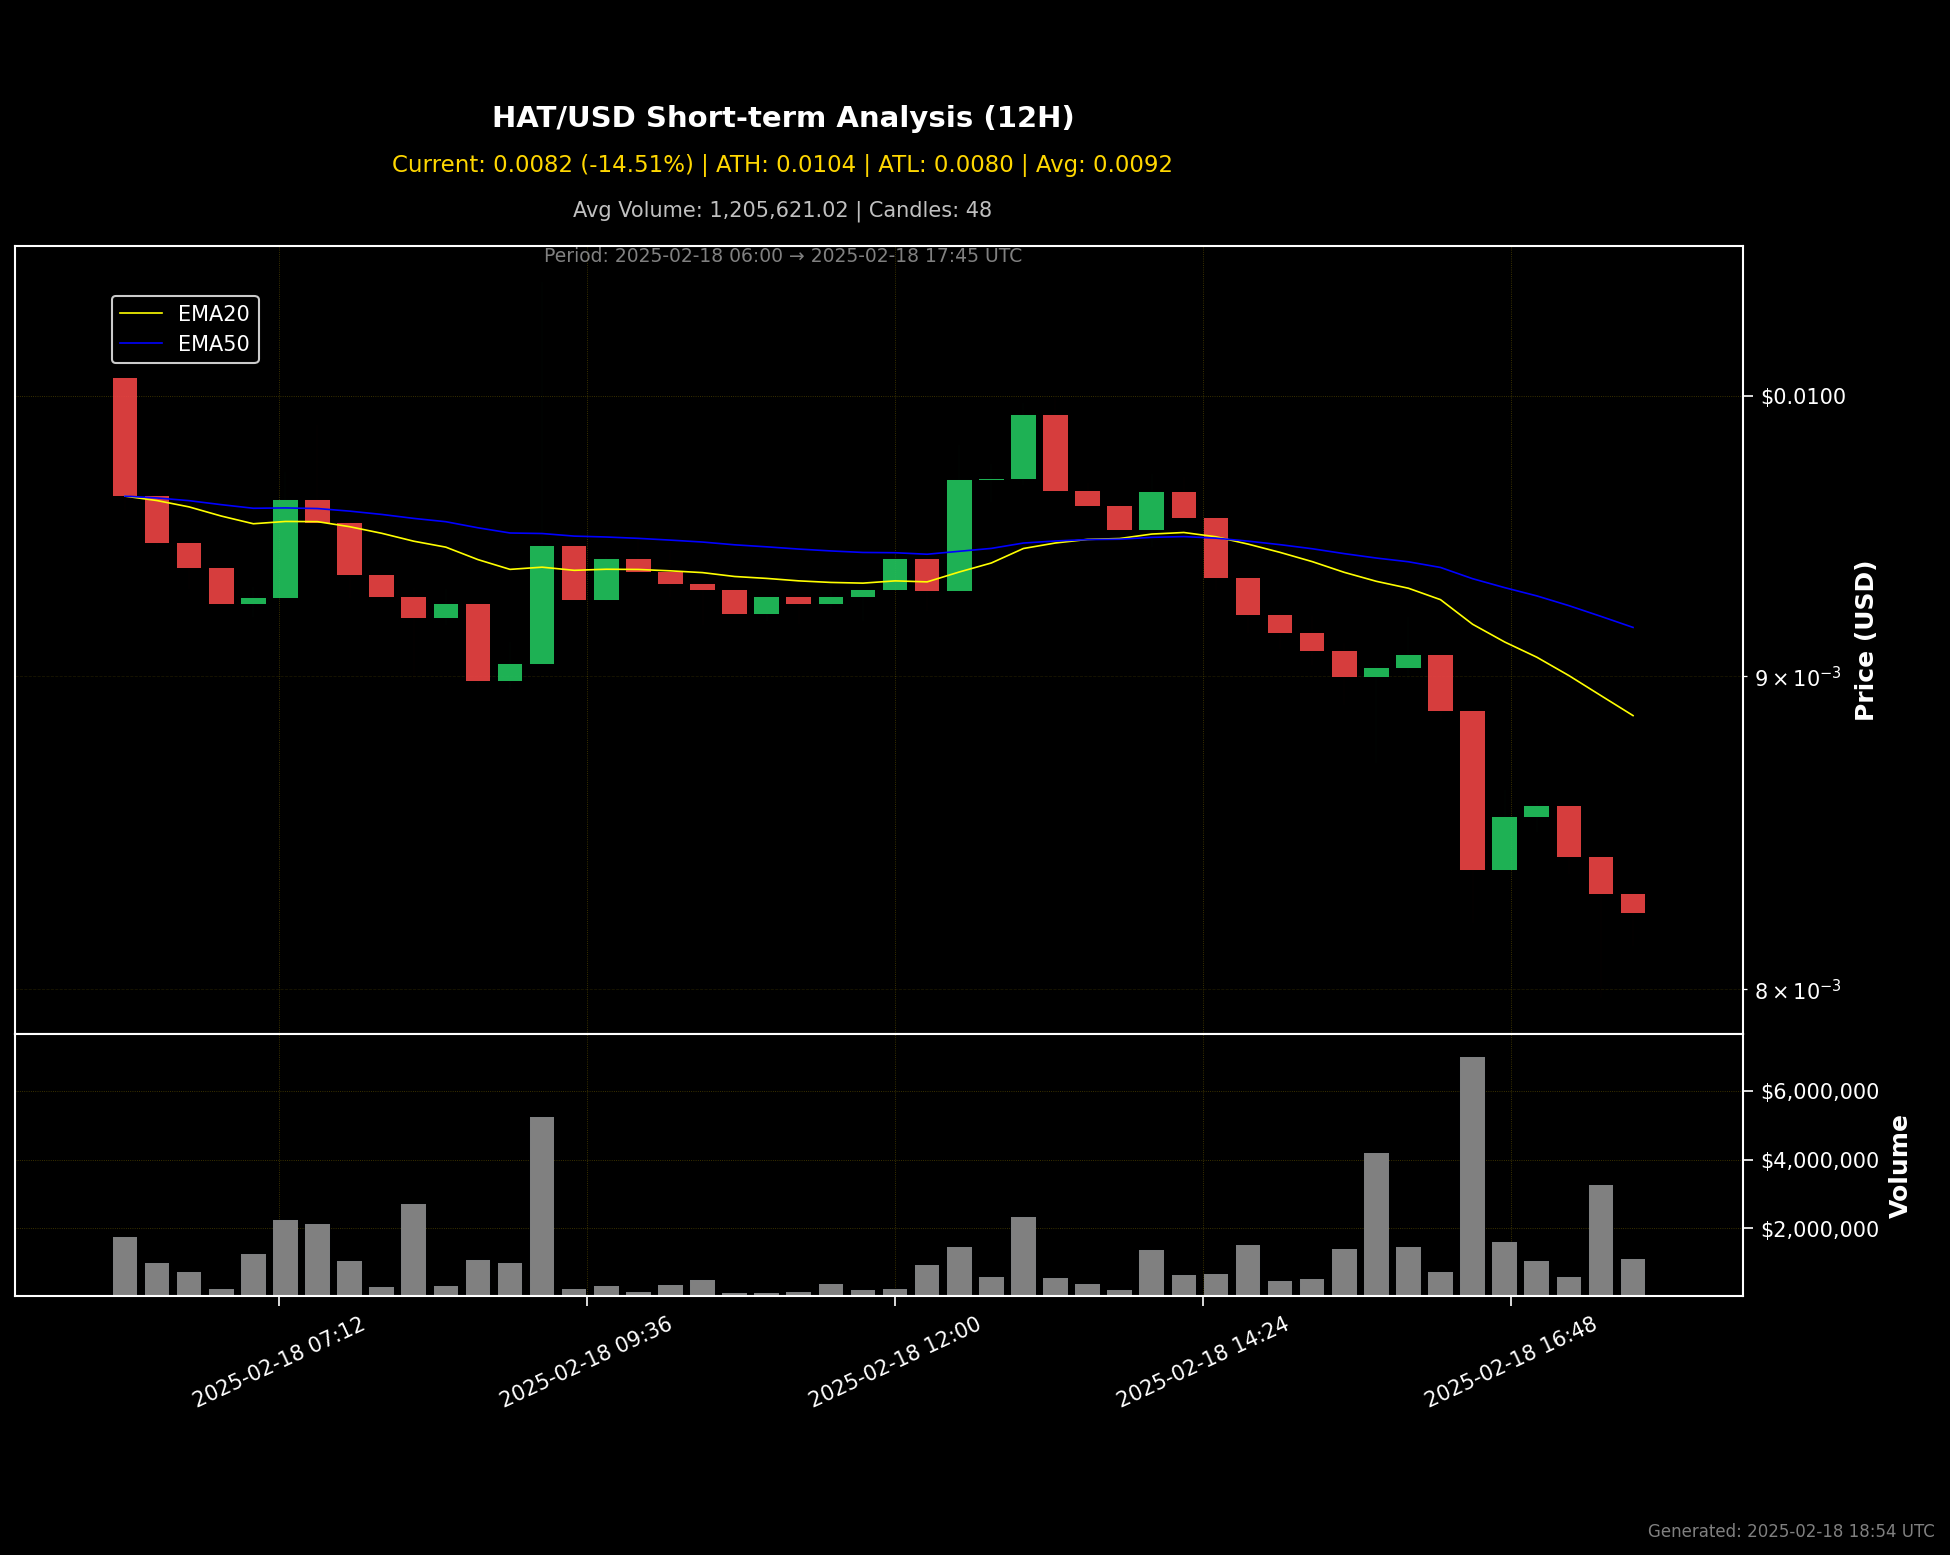 HAT/USD Short-term Analysis (12H)
Current: 0.0082 (-14.51%) | ATH: 0.0104 | ATL: 0.0080 | Avg: 0.0092
Avg Volume: 1,205,621.02 | Candles: 48
Period: 2025-02-18 06:00 → 2025-02-18 17:45 UTC
EMA20
EMA50
$0.0100
9 × 10⁻³
8 × 10⁻³
Price (USD)
$6,000,000
$4,000,000
$2,000,000
Volume
2025-02-18 07:12
2025-02-18 09:36
2025-02-18 12:00
2025-02-18 14:24
2025-02-18 16:48
Generated: 2025-02-18 18:54 UTC